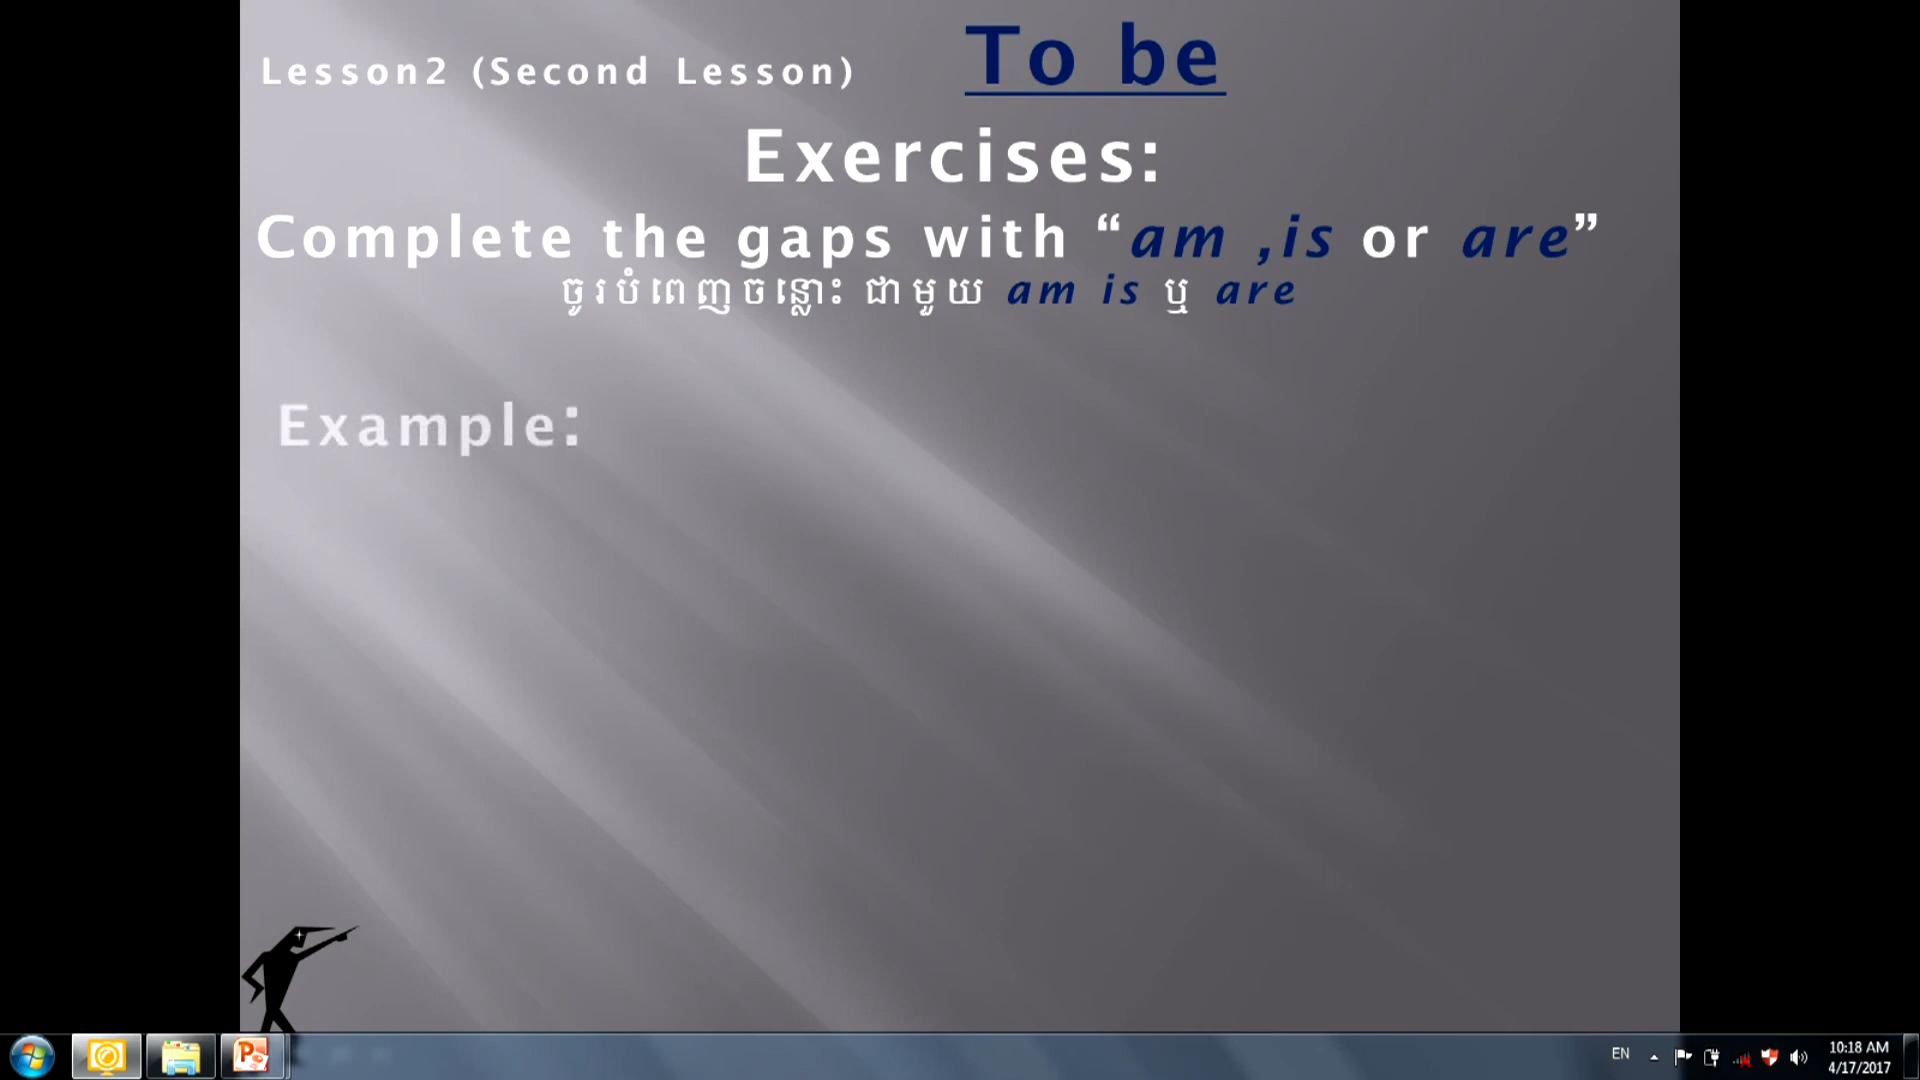 Lesson2 (Second Lesson) To be
Exercises:
Complete the gaps with “am ,is or are”
ចូរបំពេញចន្លោះ ជាមួយ am is ឬ are
Example:
EN
10:18 AM
4/17/2017